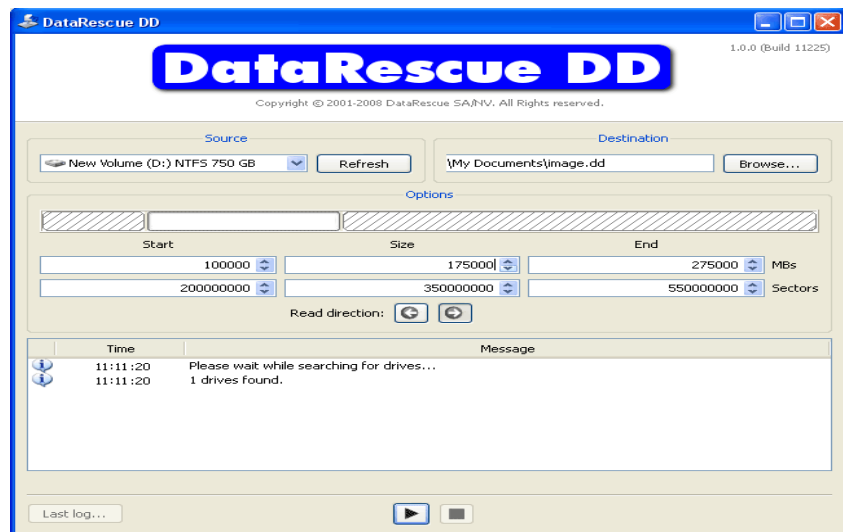 DataRescue DD
DataRescue DD
1.0.0 (Build 11225)
Copyright © 2001-2008 DataRescue SA/NV. All Rights reserved.
Source
Destination
New Volume (D:) NTFS 750 GB
Refresh
\My Documents\image.dd
Browse...
Options
Start Size End
100000 175000 275000 MBs
200000000 350000000 550000000 Sectors
Read direction:
Time Message
11:11:20 Please wait while searching for drives...
11:11:20 1 drives found.
Last log...